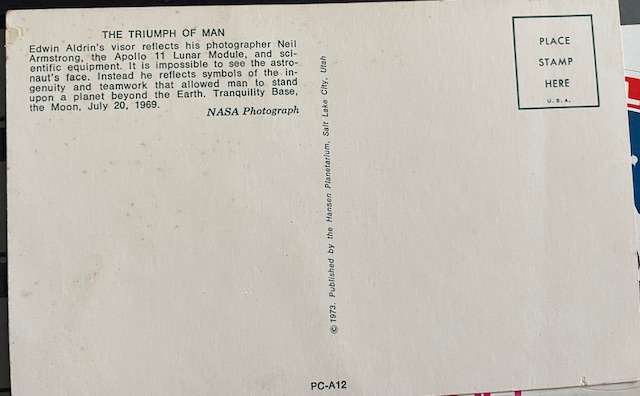 THE TRIUMPH OF MAN
Edwin Aldrin's visor reflects his photographer Neil
Armstrong, the Apollo 11 Lunar Module, and sci-
entific equipment. It is impossible to see the astro-
naut's face. Instead he reflects symbols of the in-
genuity and teamwork that allowed man to stand
upon a planet beyond the Earth. Tranquility Base,
the Moon, July 20, 1969.
NASA Photograph
© 1973. Published by the Hansen Planetarium, Salt Lake City, Utah
PLACE
STAMP
HERE
U.S.A.
PC-A12